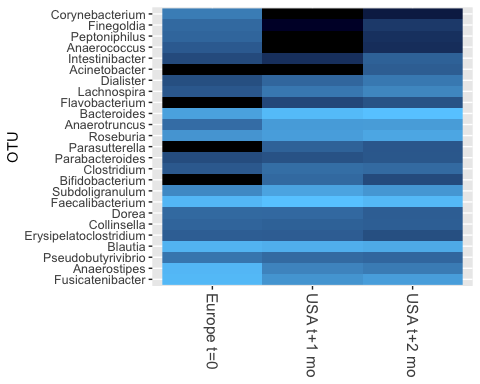 Corynebacterium
Finegoldia
Peptoniphilus
Anaerococcus
Intestinibacter
Acinetobacter
Dialister
Lachnospira
Flavobacterium
Bacteroides
Anaerotruncus
Roseburia
Parasutterella
Parabacteroides
Clostridium
Bifidobacterium
Subdoligranulum
Faecalibacterium
Dorea
Collinsella
Erysipelatoclostridium
Blautia
Pseudobutyrivibrio
Anaerostipes
Fusicatenibacter
OTU
Europe t=0
USA t+1 mo
USA t+2 mo